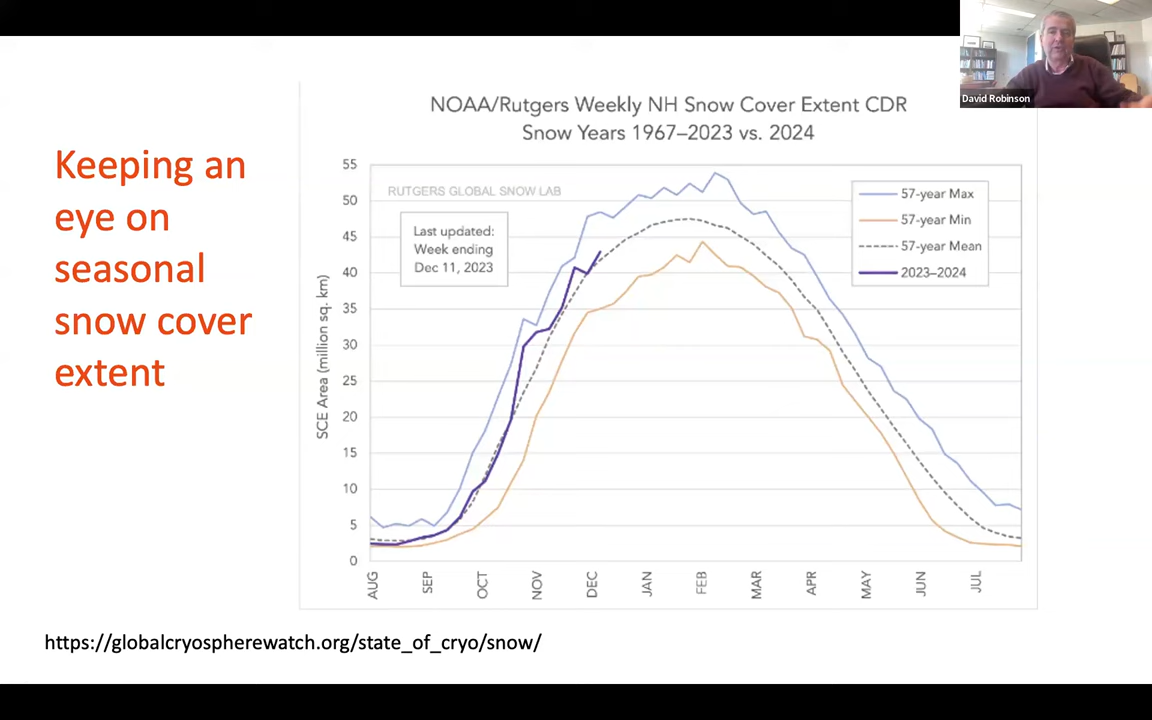 David Robinson
Keeping an
eye on
seasonal
snow cover
extent
NOAA/Rutgers Weekly NH Snow Cover Extent CDR
Snow Years 1967–2023 vs. 2024
RUTGERS GLOBAL SNOW LAB
Last updated:
Week ending
Dec 11, 2023
57-year Max
57-year Min
57-year Mean
2023–2024
SCE Area (million sq. km)
55
50
45
40
35
30
25
20
15
10
5
0
AUG
SEP
OCT
NOV
DEC
JAN
FEB
MAR
APR
MAY
JUN
JUL
https://globalcryospherewatch.org/state_of_cryo/snow/